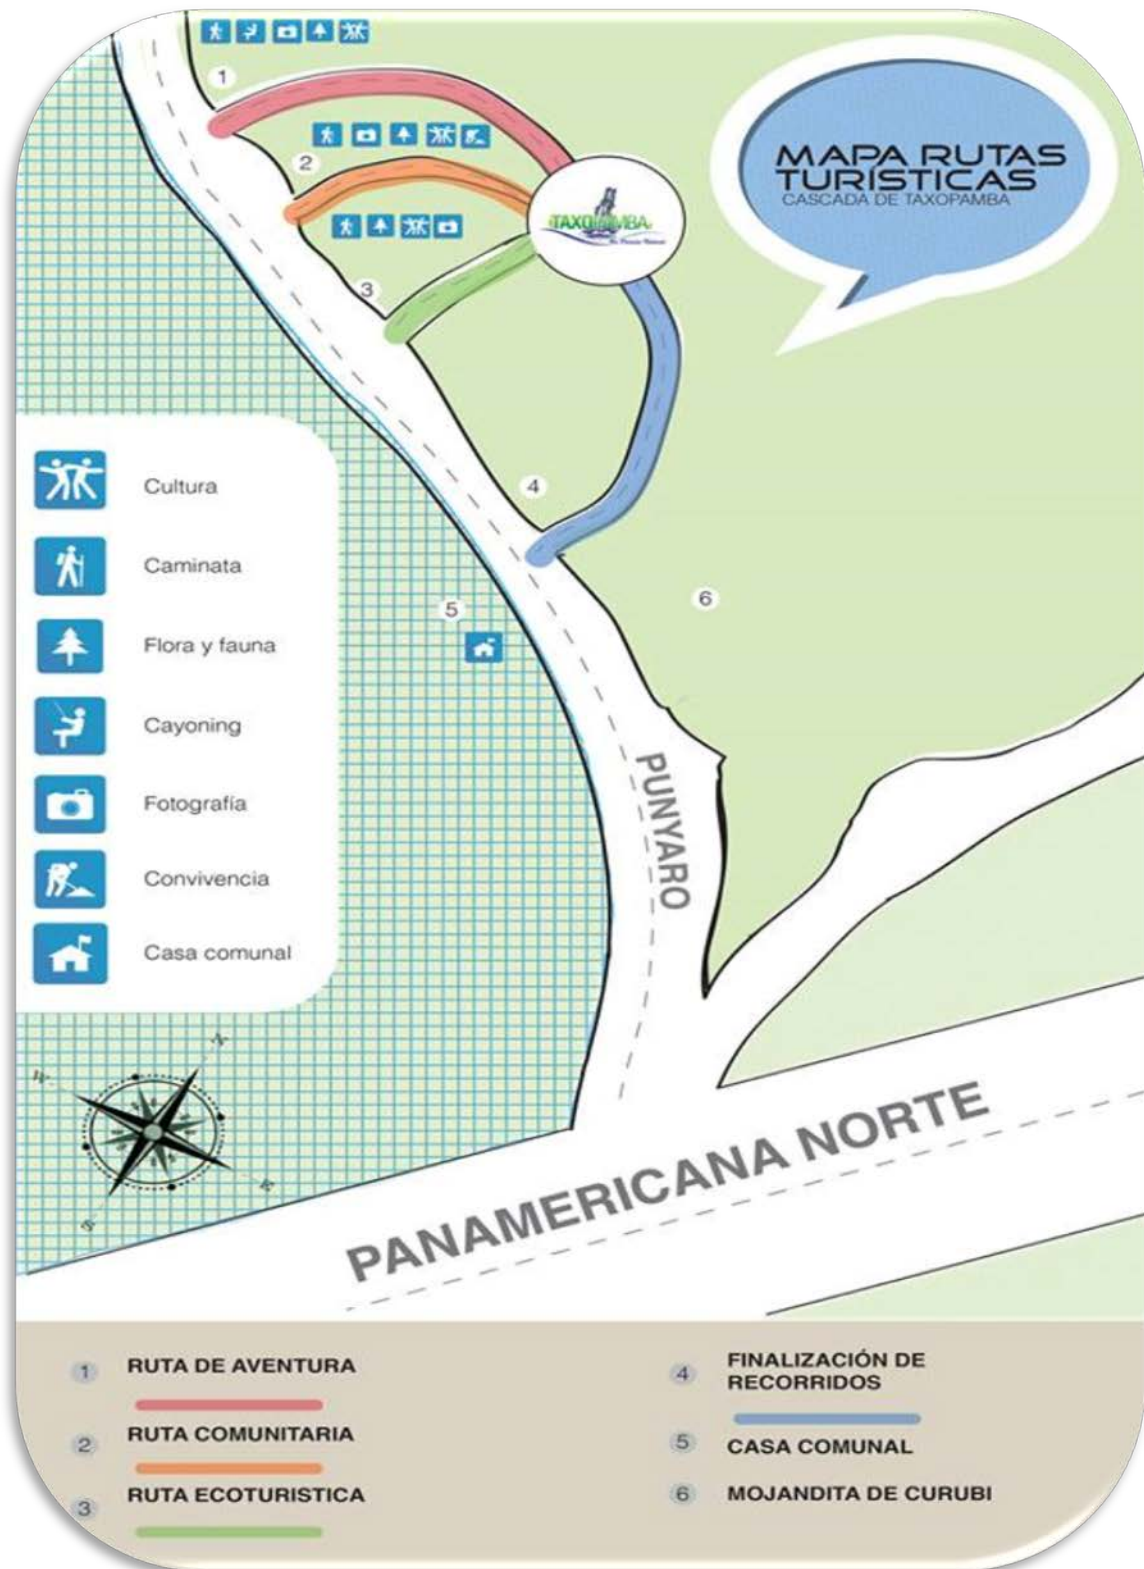 1
MAPA RUTAS
TURÍSTICAS
CASCADA DE TAXOPAMBA
2
TAXOPAMBA
3
4
5
6
Cultura
Caminata
Flora y fauna
Cayoning
Fotografía
Convivencia
Casa comunal
PUNYARO
N
W
E
S
PANAMERICANA NORTE
1 RUTA DE AVENTURA
2 RUTA COMUNITARIA
3 RUTA ECOTURISTICA
4 FINALIZACIÓN DE
RECORRIDOS
5 CASA COMUNAL
6 MOJANDITA DE CURUBI